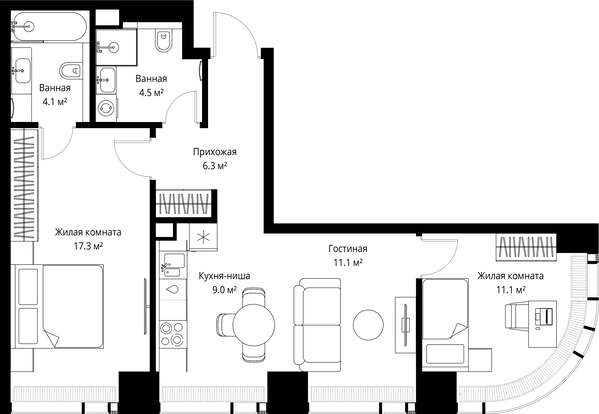 Ванная
4.1 м²
Ванная
4.5 м²
Прихожая
6.3 м²
Жилая комната
17.3 м²
Кухня-ниша
9.0 м²
Гостиная
11.1 м²
Жилая комната
11.1 м²